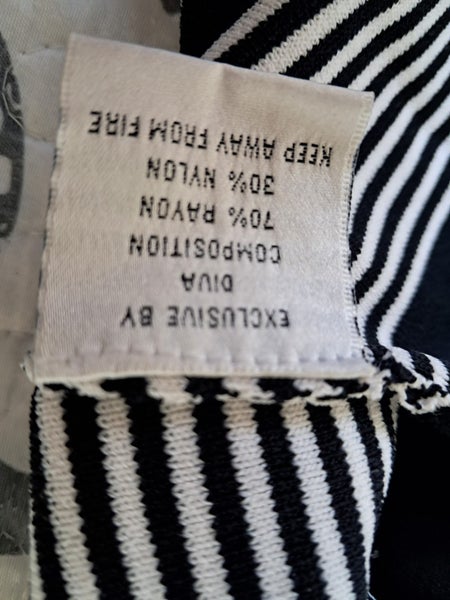 EXCLUSIVE BY
DIVA
COMPOSITION
70% RAYON
30% NYLON
KEEP AWAY FROM FIRE